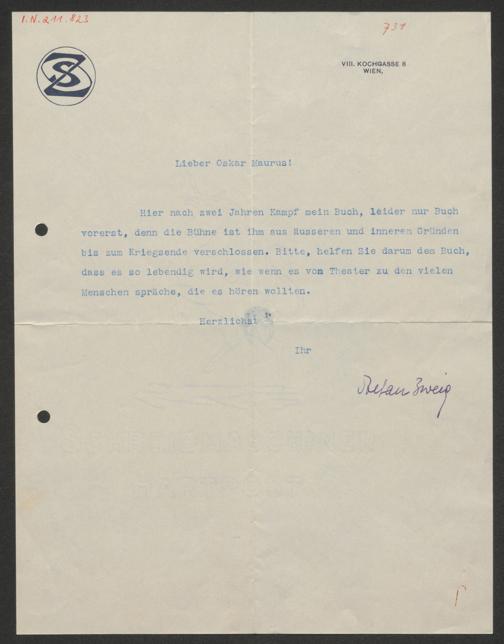 I.N. 211.823
731
SZ
VIII. KOCHGASSE 8
WIEN,
Lieber Oskar Maurus!
Hier nach zwei Jahren Kampf mein Buch, leider nur Buch
vorerst, denn die Bühne ist ihm aus äusseren und inneren Gründen
bis zum Kriegsende verschlossen. Bitte, helfen Sie darum dem Buch,
dass es so lebendig wird, wie wenn es vom Theater zu den vielen
Menschen spräche, die es hören wollten.
Herzlichst
Ihr
Stefan Zweig